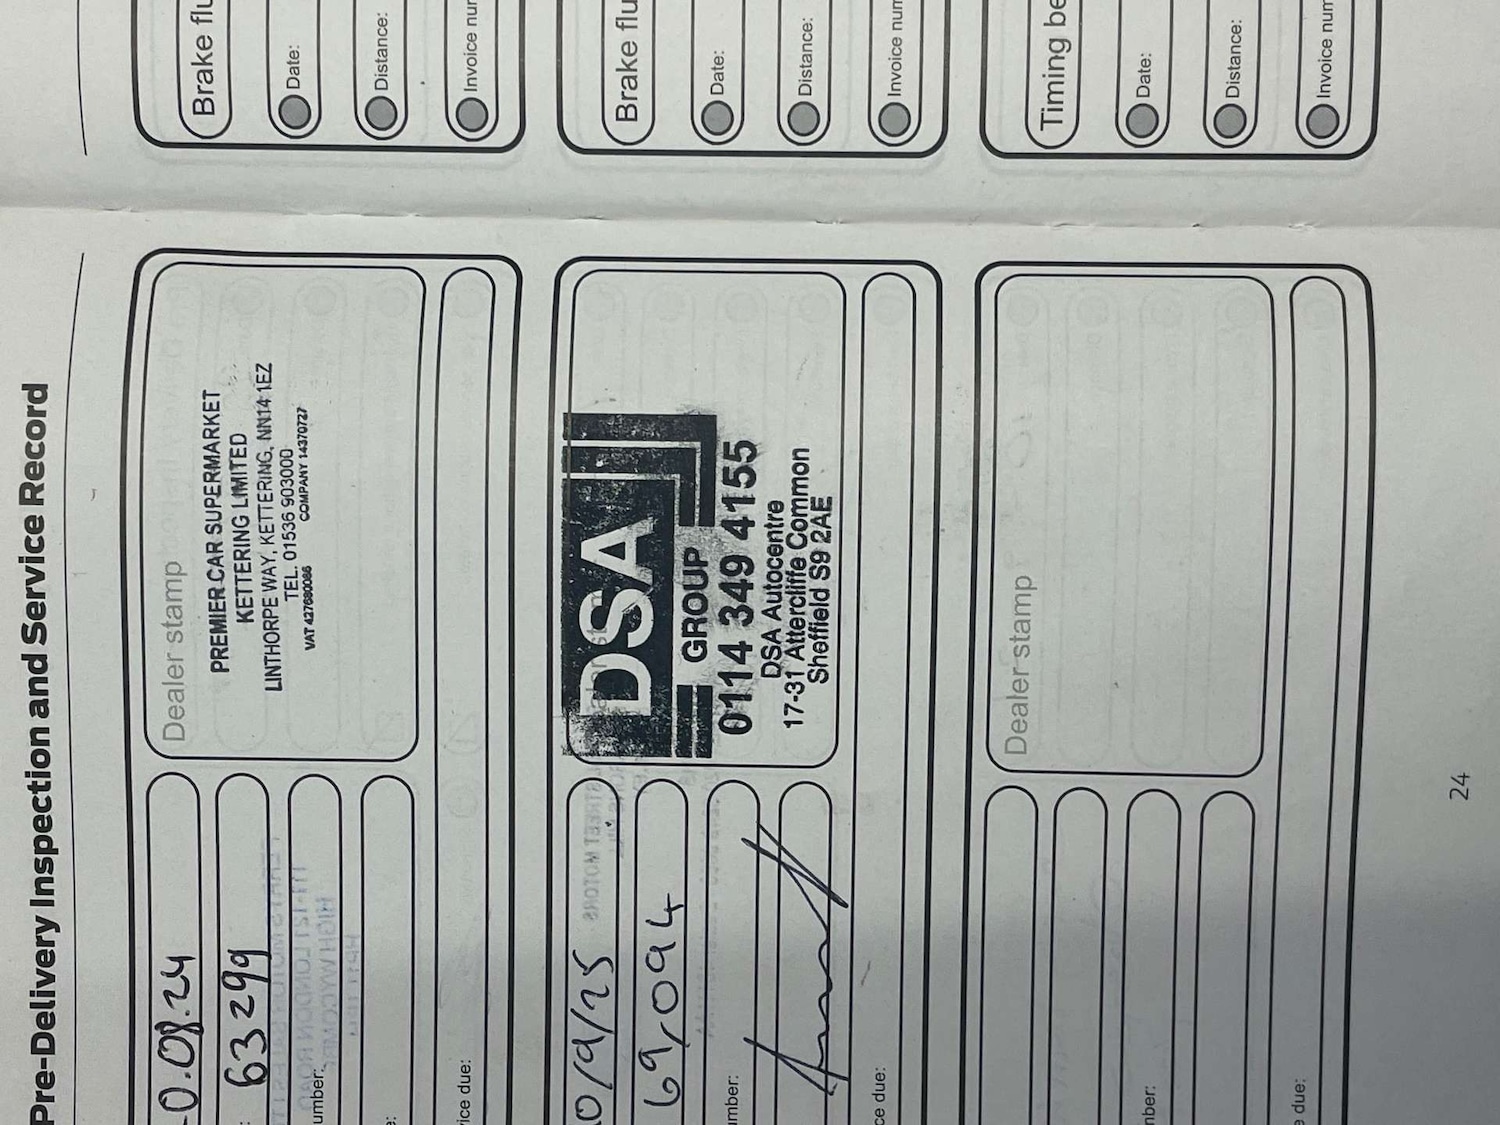 Pre-Delivery Inspection and Service Record
0.08.24
63299
umber:
e:
ice due:
Dealer stamp
PREMIER CAR SUPERMARKET
KETTERING LIMITED
LINTHORPE WAY, KETTERING, NN14 1EZ
TEL. 01536 903000
VAT 427680086 COMPANY 14370727
Brake flu
Date:
Distance:
Invoice num
0/9/25
69,094
umber:
ce due:
DSA
GROUP
0114 349 4155
DSA Autocentre
17-31 Attercliffe Common
Sheffield S9 2AE
Brake flu
Date:
Distance:
Invoice num
mber:
e due:
Dealer stamp
Timing be
Date:
Distance:
Invoice num
24